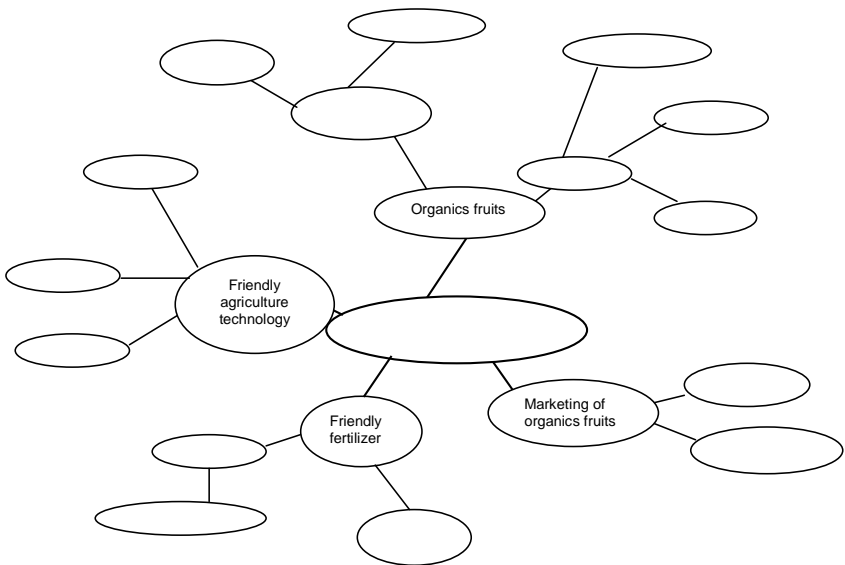 Organics fruits
Friendly
agriculture
technology
Marketing of
organics fruits
Friendly
fertilizer